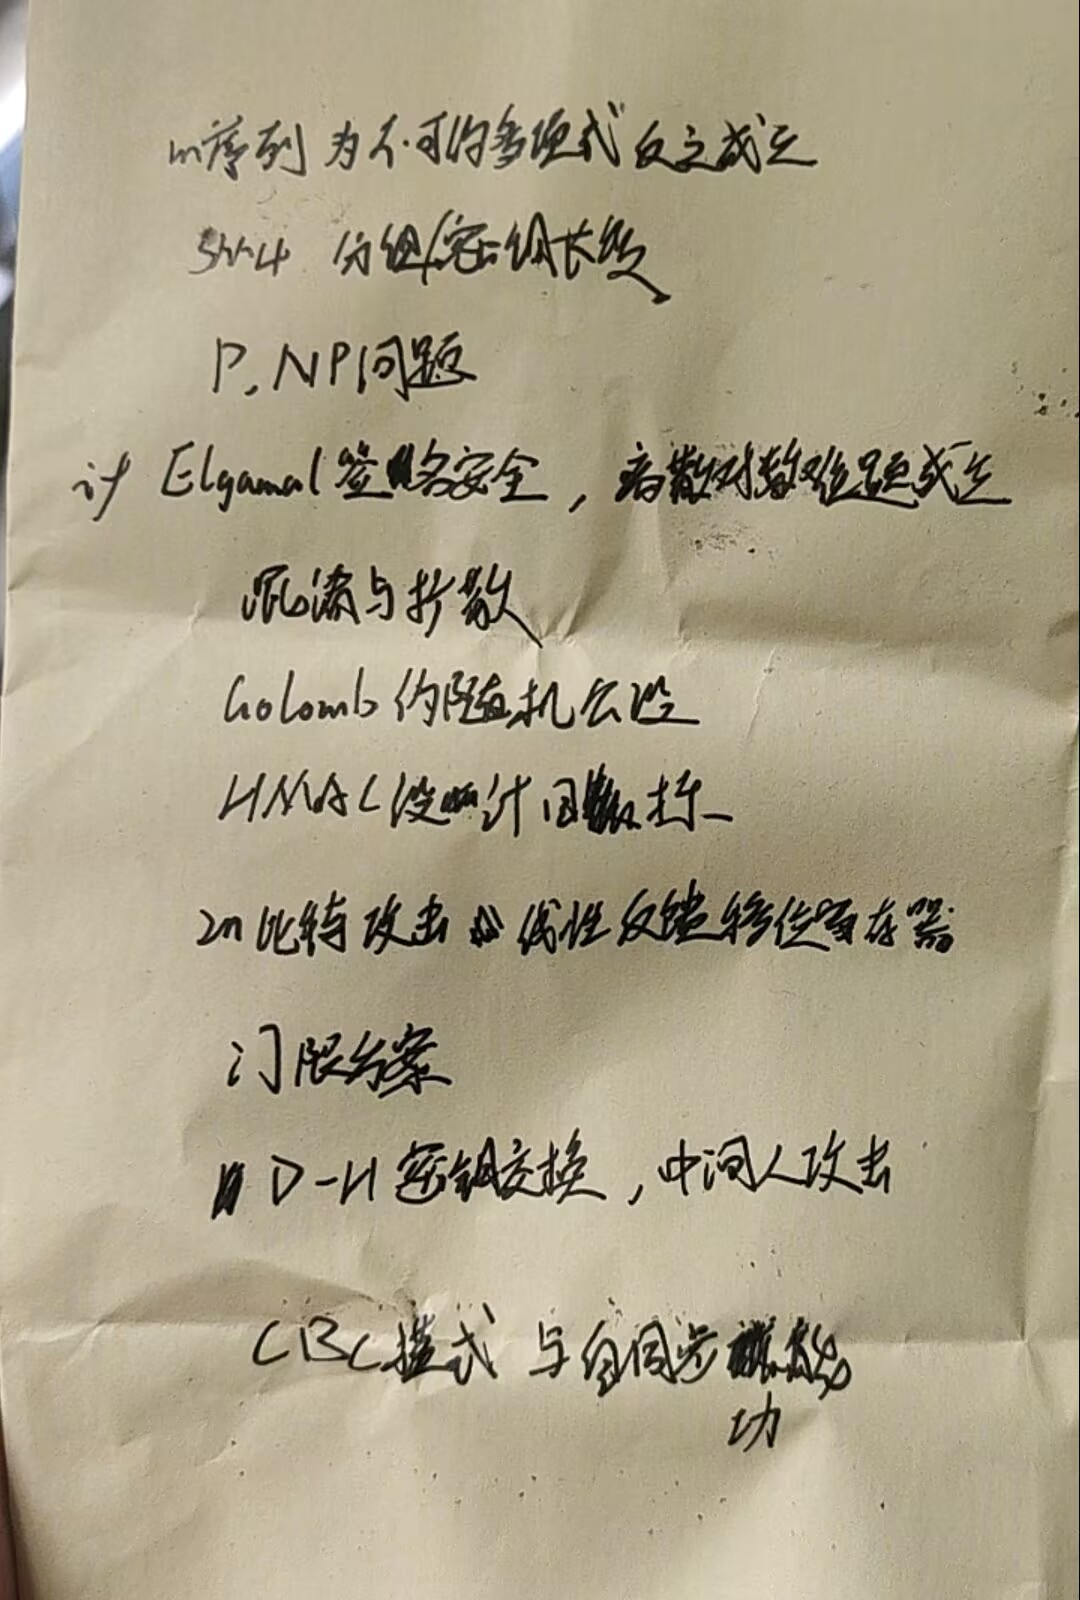 m序列 为不可约多项式 反之成立
SM4 分组/密钥长度
P,NP问题
计 Elgamal签名安全,离散对数难题成立
混淆与扩散
Golomb伪随机公设
HMAC设计目标
2n比特攻击 线性反馈移位寄存器
门限方案
D-H密钥交换,中间人攻击
CBC模式 与自同步
功